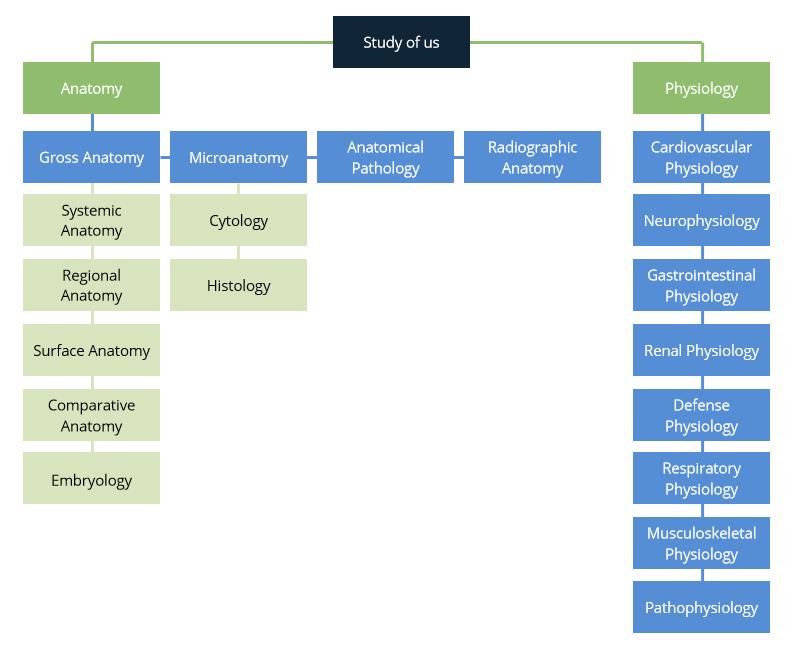 Study of us
Anatomy
Physiology
Gross Anatomy
Microanatomy
Anatomical
Pathology
Radiographic
Anatomy
Systemic
Anatomy
Regional
Anatomy
Surface Anatomy
Comparative
Anatomy
Embryology
Cytology
Histology
Cardiovascular
Physiology
Neurophysiology
Gastrointestinal
Physiology
Renal Physiology
Defense
Physiology
Respiratory
Physiology
Musculoskeletal
Physiology
Pathophysiology